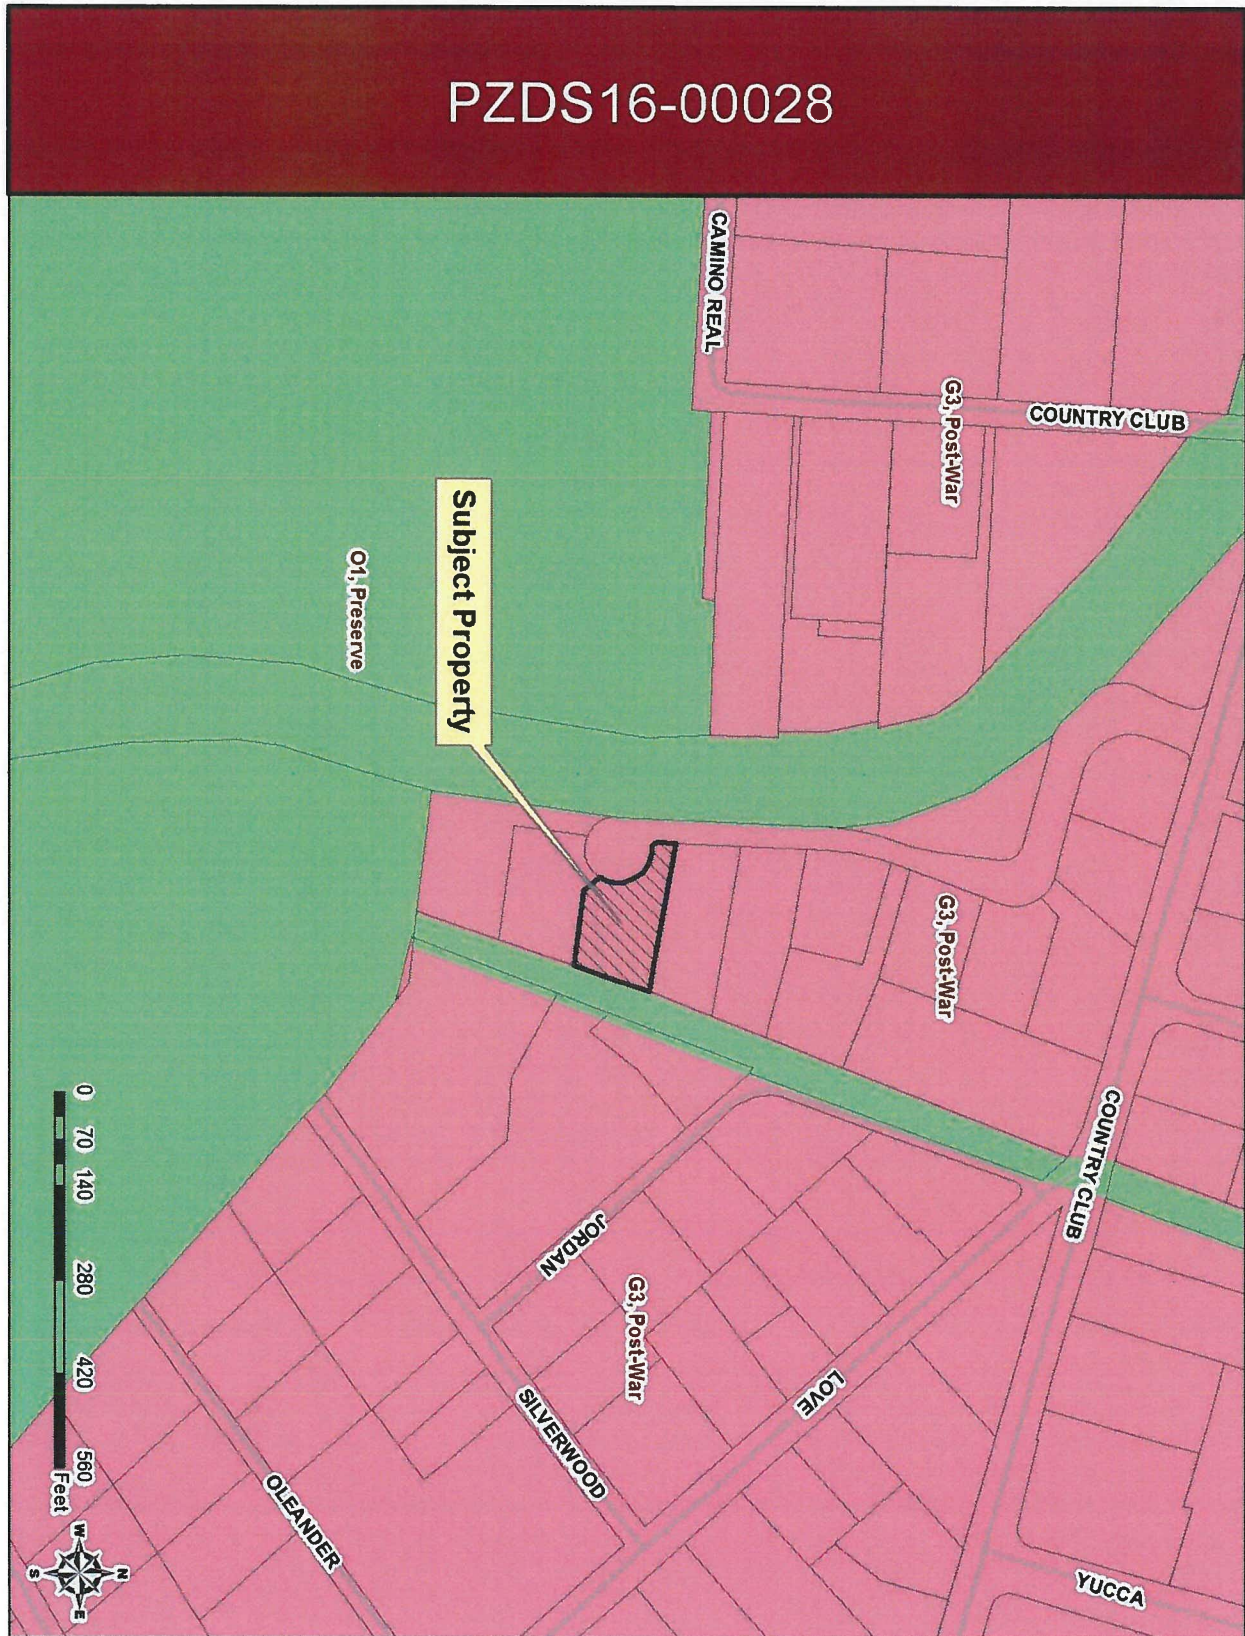 PZDS16-00028
CAMINO REAL
COUNTRY CLUB
G3, Post-War
Subject Property
O1, Preserve
G3, Post-War
COUNTRY CLUB
JORDAN
G3, Post-War
LOVE
SILVERWOOD
OLEANDER
YUCCA
0 70 140 280 420 560
Feet
N
W
E
S